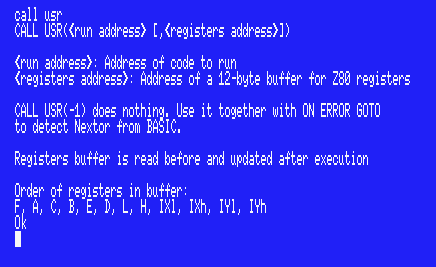 call usr
CALL USR(<run address> [,<registers address>])
<run address>: Address of code to run
<registers address>: Address of a 12-byte buffer for Z80 registers
CALL USR(-1) does nothing. Use it together with ON ERROR GOTO
to detect Nextor from BASIC.
Registers buffer is read before and updated after execution
Order of registers in buffer:
F, A, C, B, E, D, L, H, IXl, IXh, IYl, IYh
Ok